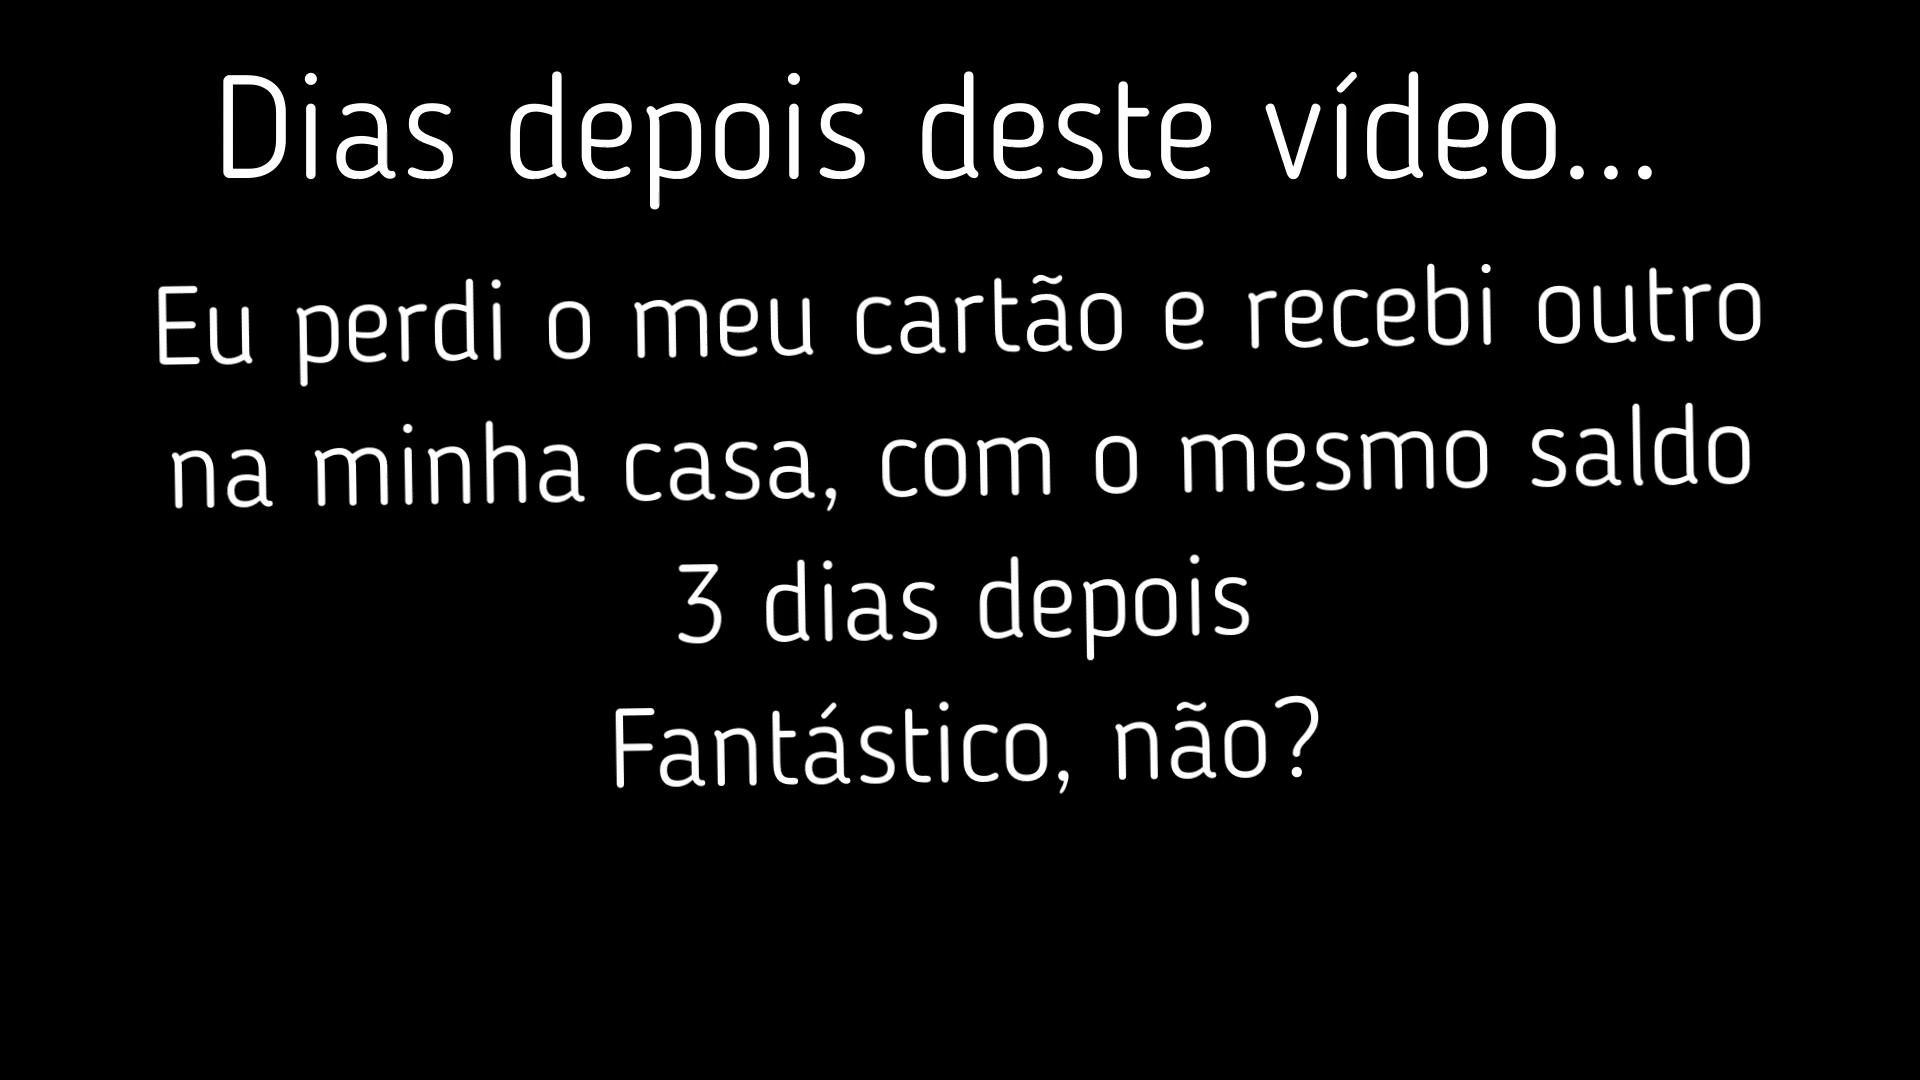 Dias depois deste vídeo...
Eu perdi o meu cartão e recebi outro
na minha casa, com o mesmo saldo
3 dias depois
Fantástico, não?